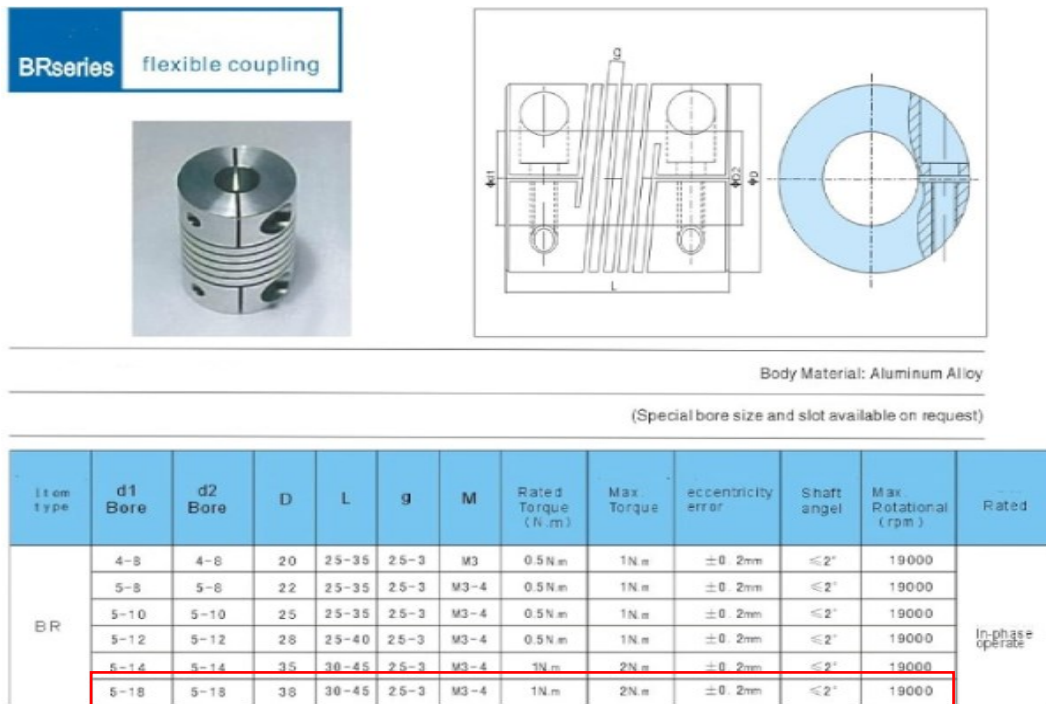 BRseries flexible coupling
g
Φd1 ΦD2 ΦD
L
Body Material: Aluminum Alloy
(Special bore size and slot available on request)
Item type d1 Bore d2 Bore D L g M Rated Torque (N.m) Max. Torque eccentricity error Shaft angel Max. Rotational (rpm) Rated
BR
4-8 4-8 20 25-35 2.5-3 M3 0.5N.m 1N.m ±0.2mm ≤2° 19000
5-8 5-8 22 25-35 2.5-3 M3-4 0.5N.m 1N.m ±0.2mm ≤2° 19000
5-10 5-10 25 25-35 2.5-3 M3-4 0.5N.m 1N.m ±0.2mm ≤2° 19000
5-12 5-12 28 25-40 2.5-3 M3-4 0.5N.m 1N.m ±0.2mm ≤2° 19000
In-phase operate
5-14 5-14 35 30-45 2.5-3 M3-4 1N.m 2N.m ±0.2mm ≤2° 19000
5-18 5-18 38 30-45 2.5-3 M3-4 1N.m 2N.m ±0.2mm ≤2° 19000